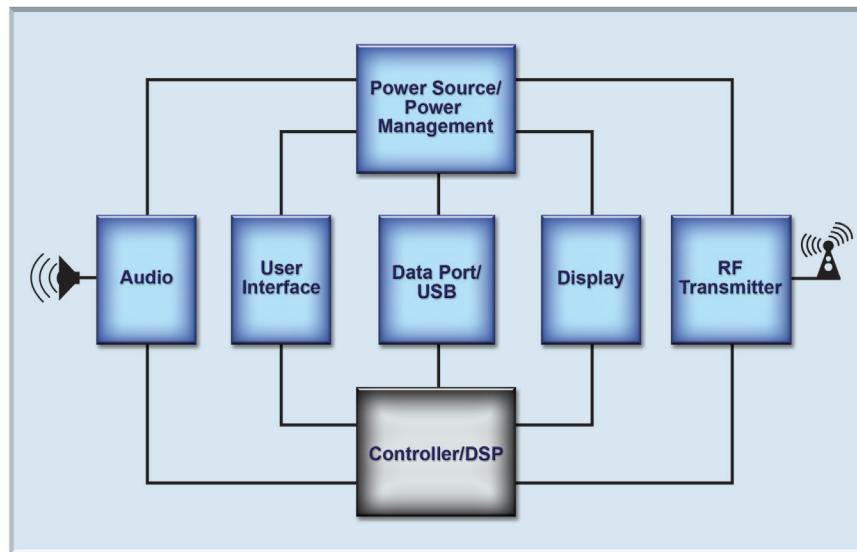 Power Source/
Power
Management
Audio
User
Interface
Data Port/
USB
Display
RF
Transmitter
Controller/DSP